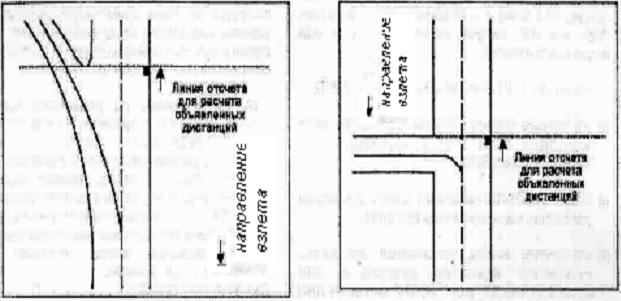 Линия отсчета
для расчета
объявленных
дистанций
направление
взлета
направление
взлета
Линия отсчета
для расчета
объявленных
дистанций